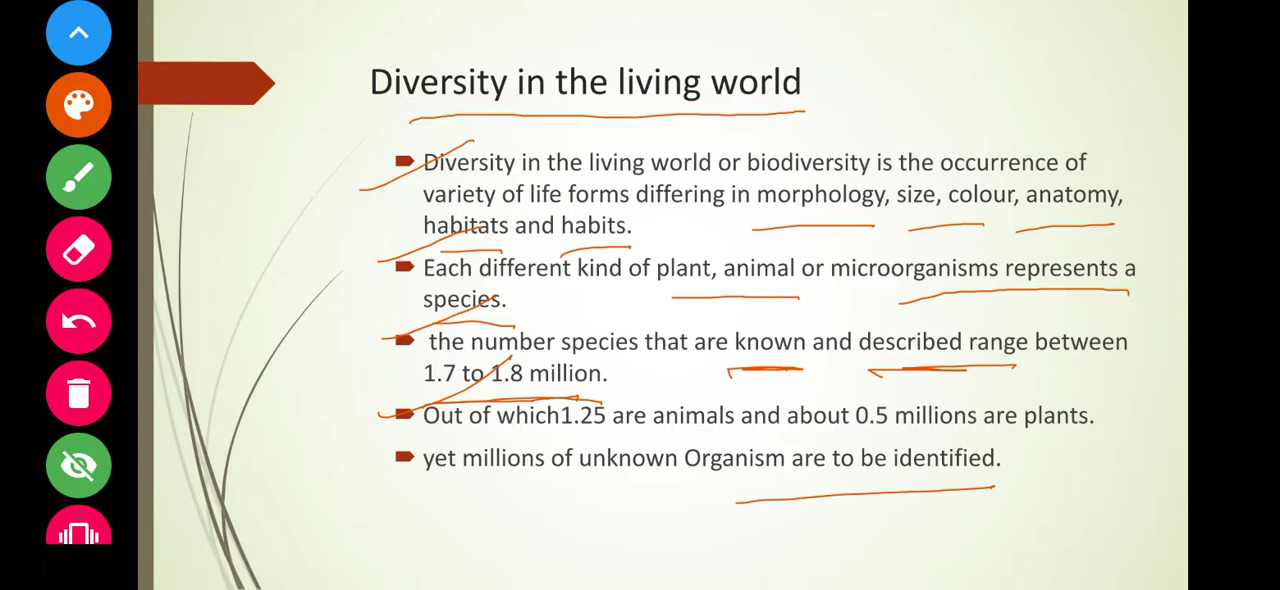 Diversity in the living world
Diversity in the living world or biodiversity is the occurrence of
variety of life forms differing in morphology, size, colour, anatomy,
habitats and habits.
Each different kind of plant, animal or microorganisms represents a
species.
the number species that are known and described range between
1.7 to 1.8 million.
Out of which1.25 are animals and about 0.5 millions are plants.
yet millions of unknown Organism are to be identified.